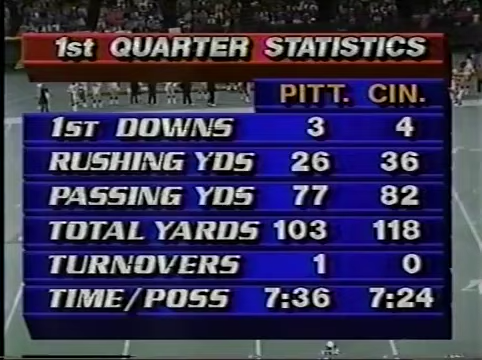 1st QUARTER STATISTICS
PITT. CIN.
1ST DOWNS 3 4
RUSHING YDS 26 36
PASSING YDS 77 82
TOTAL YARDS 103 118
TURNOVERS 1 0
TIME/POSS 7:36 7:24